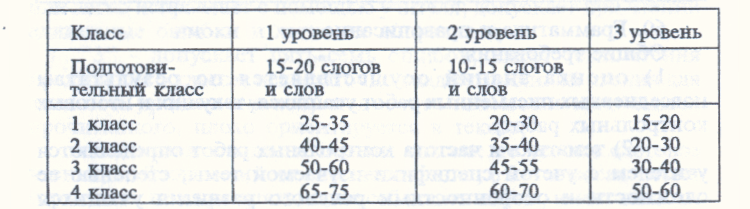 Класс 1 уровень 2 уровень 3 уровень
Подготови- 15-20 слогов 10-15 слогов
тельный класс и слов и слов
1 класс 25-35 20-30 15-20
2 класс 40-45 35-40 20-30
3 класс 50-60 40-50 30-40
4 класс 65-75 60-70 50-60